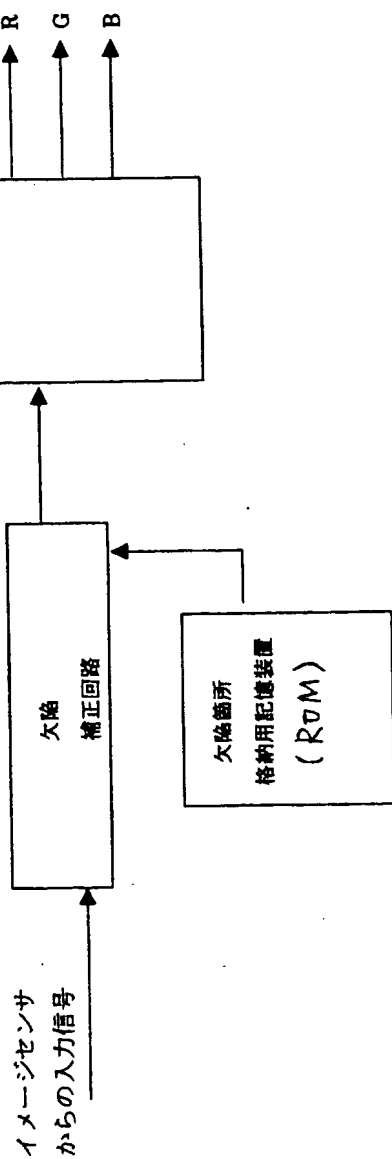 イメージセンサ
からの入力信号
欠陥
補正回路
欠陥箇所
格納用記憶装置
(ROM)
R
G
B